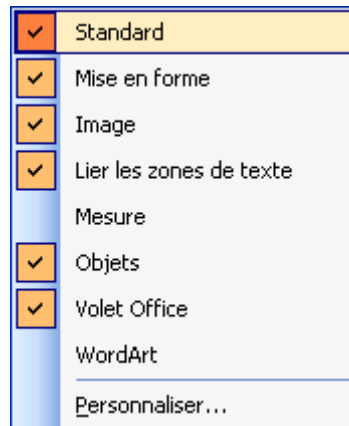 Standard
Mise en forme
Image
Lier les zones de texte
Mesure
Objets
Volet Office
WordArt
Personnaliser...